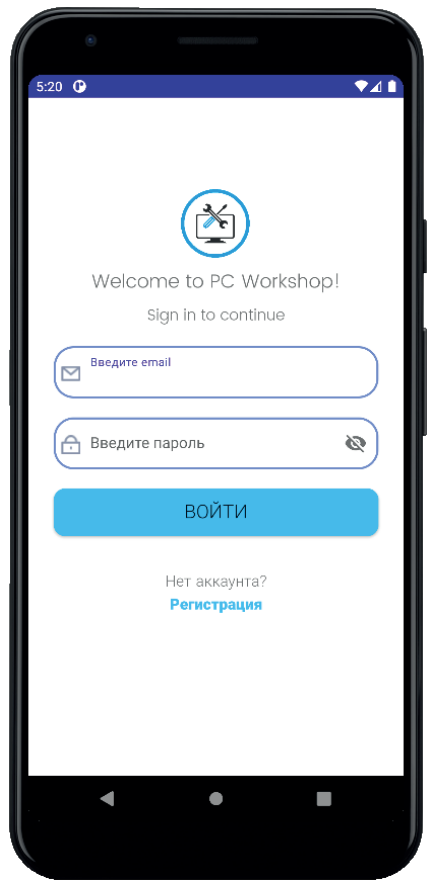 5:20
Welcome to PC Workshop!
Sign in to continue
Введите email
Введите пароль
ВОЙТИ
Нет аккаунта?
Регистрация